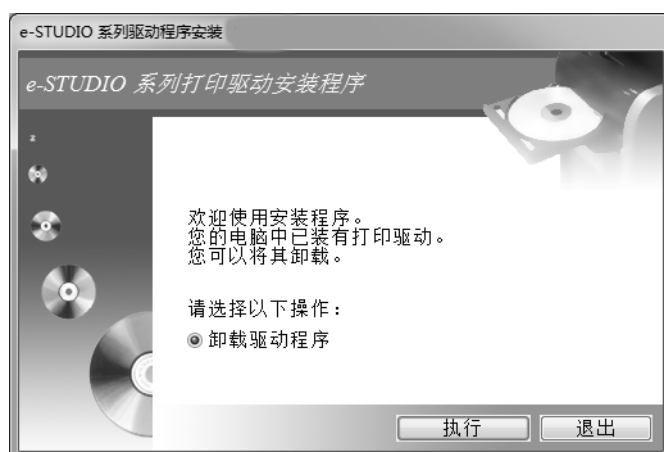 e-STUDIO 系列驱动程序安装
e-STUDIO 系列打印驱动安装程序
欢迎使用安装程序。
您的电脑中已装有打印驱动。
您可以将其卸载。
请选择以下操作：
卸载驱动程序
执行
退出